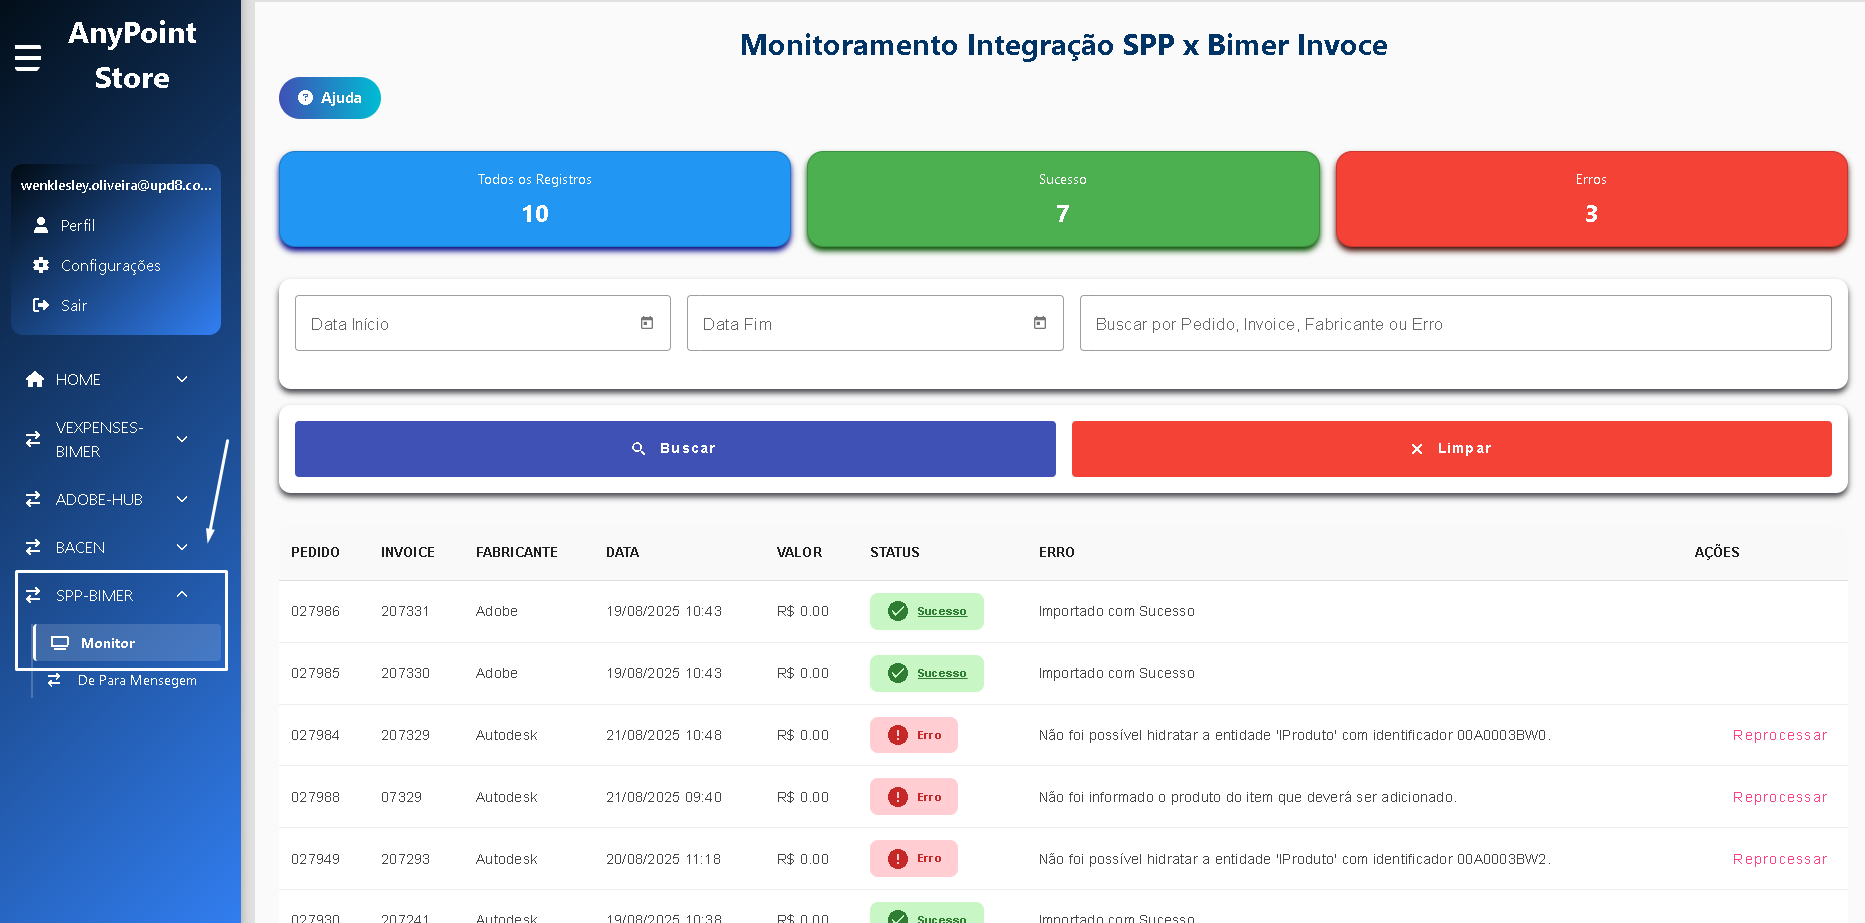 AnyPoint
Store
wenklesley.oliveira@upd8.co...
Perfil
Configurações
Sair
HOME
VEXPENSES-
BIMER
ADOBE-HUB
BACEN
SPP-BIMER
Monitor
De Para Mensegem
Monitoramento Integração SPP x Bimer Invoce
Ajuda
Todos os Registros
10
Sucesso
7
Erros
3
Data Início
Data Fim
Buscar por Pedido, Invoice, Fabricante ou Erro
Buscar
Limpar
PEDIDO INVOICE FABRICANTE DATA VALOR STATUS ERRO AÇÕES
027986 207331 Adobe 19/08/2025 10:43 R$ 0.00 Sucesso Importado com Sucesso
027985 207330 Adobe 19/08/2025 10:43 R$ 0.00 Sucesso Importado com Sucesso
027984 207329 Autodesk 21/08/2025 10:48 R$ 0.00 Erro Não foi possível hidratar a entidade 'IProduto' com identificador 00A0003BW0. Reprocessar
027988 07329 Autodesk 21/08/2025 09:40 R$ 0.00 Erro Não foi informado o produto do item que deverá ser adicionado. Reprocessar
027949 207293 Autodesk 20/08/2025 11:18 R$ 0.00 Erro Não foi possível hidratar a entidade 'IProduto' com identificador 00A0003BW2. Reprocessar
027930 207241 Autodesk 19/08/2025 10:38 R$ 0.00 Sucesso Importado com Sucesso